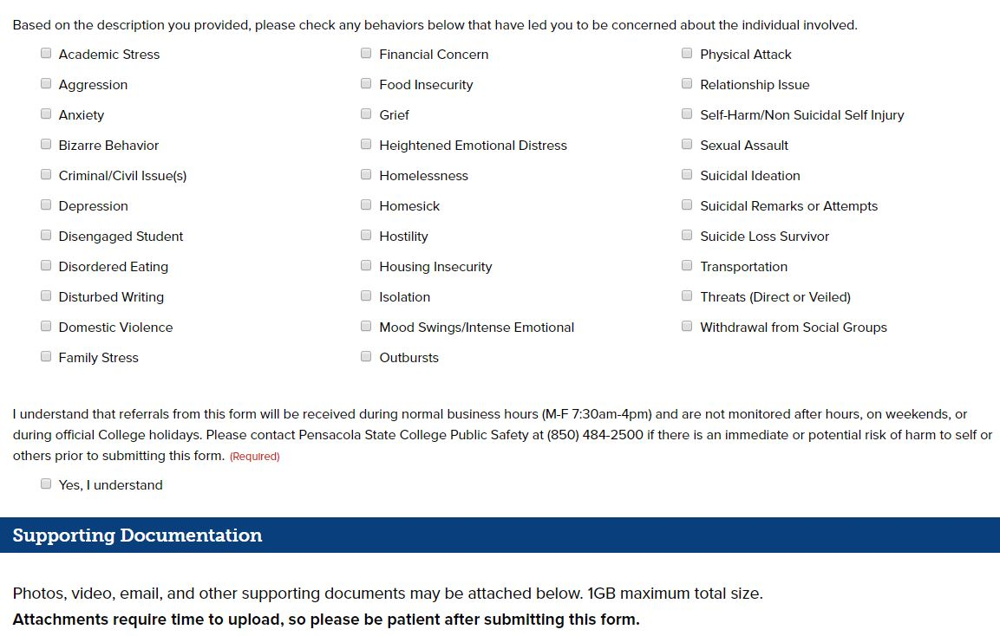 Based on the description you provided, please check any behaviors below that have led you to be concerned about the individual involved.
Academic Stress
Aggression
Anxiety
Bizarre Behavior
Criminal/Civil Issue(s)
Depression
Disengaged Student
Disordered Eating
Disturbed Writing
Domestic Violence
Family Stress
Financial Concern
Food Insecurity
Grief
Heightened Emotional Distress
Homelessness
Homesick
Hostility
Housing Insecurity
Isolation
Mood Swings/Intense Emotional
Outbursts
Physical Attack
Relationship Issue
Self-Harm/Non Suicidal Self Injury
Sexual Assault
Suicidal Ideation
Suicidal Remarks or Attempts
Suicide Loss Survivor
Transportation
Threats (Direct or Veiled)
Withdrawal from Social Groups
I understand that referrals from this form will be received during normal business hours (M-F 7:30am-4pm) and are not monitored after hours, on weekends, or
during official College holidays. Please contact Pensacola State College Public Safety at (850) 484-2500 if there is an immediate or potential risk of harm to self or
others prior to submitting this form. (Required)
Yes, I understand
Supporting Documentation
Photos, video, email, and other supporting documents may be attached below. 1GB maximum total size.
Attachments require time to upload, so please be patient after submitting this form.